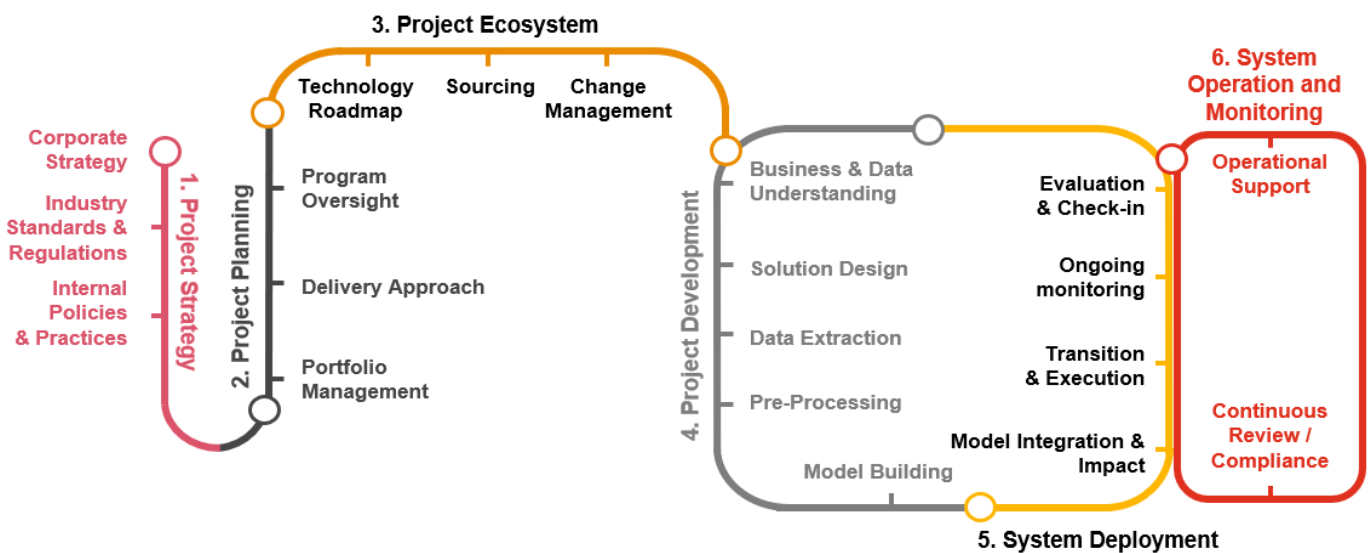 1. Project Strategy
Corporate
Strategy
Industry
Standards &
Regulations
Internal
Policies
& Practices
2. Project Planning
Program
Oversight
Delivery Approach
Portfolio
Management
3. Project Ecosystem
Technology
Roadmap
Sourcing
Change
Management
4. Project Development
Business & Data
Understanding
Solution Design
Data Extraction
Pre-Processing
Model Building
Evaluation
& Check-in
Ongoing
monitoring
Transition
& Execution
Model Integration &
Impact
5. System Deployment
6. System
Operation and
Monitoring
Operational
Support
Continuous
Review /
Compliance